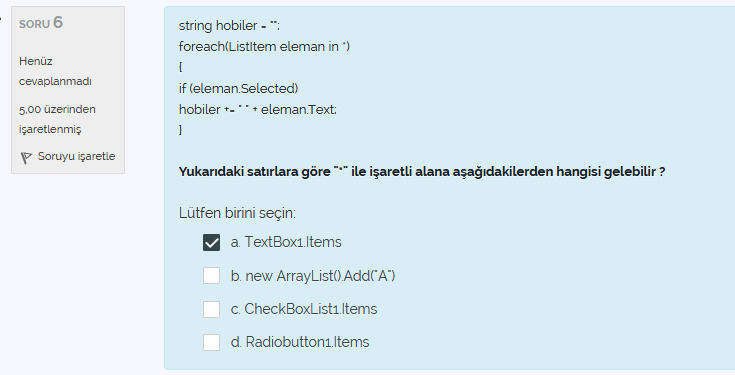 SORU 6
Henüz
cevaplanmadı
5,00 üzerinden
işaretlenmiş
Soruyu işaretle
string hobiler = "";
foreach(ListItem eleman in *)
{
if (eleman.Selected)
hobiler += " " + eleman.Text;
}
Yukarıdaki satırlara göre "*" ile işaretli alana aşağıdakilerden hangisi gelebilir ?
Lütfen birini seçin:
a. TextBox1.Items
b. new ArrayList().Add("A")
c. CheckBoxList1.Items
d. Radiobutton1.Items